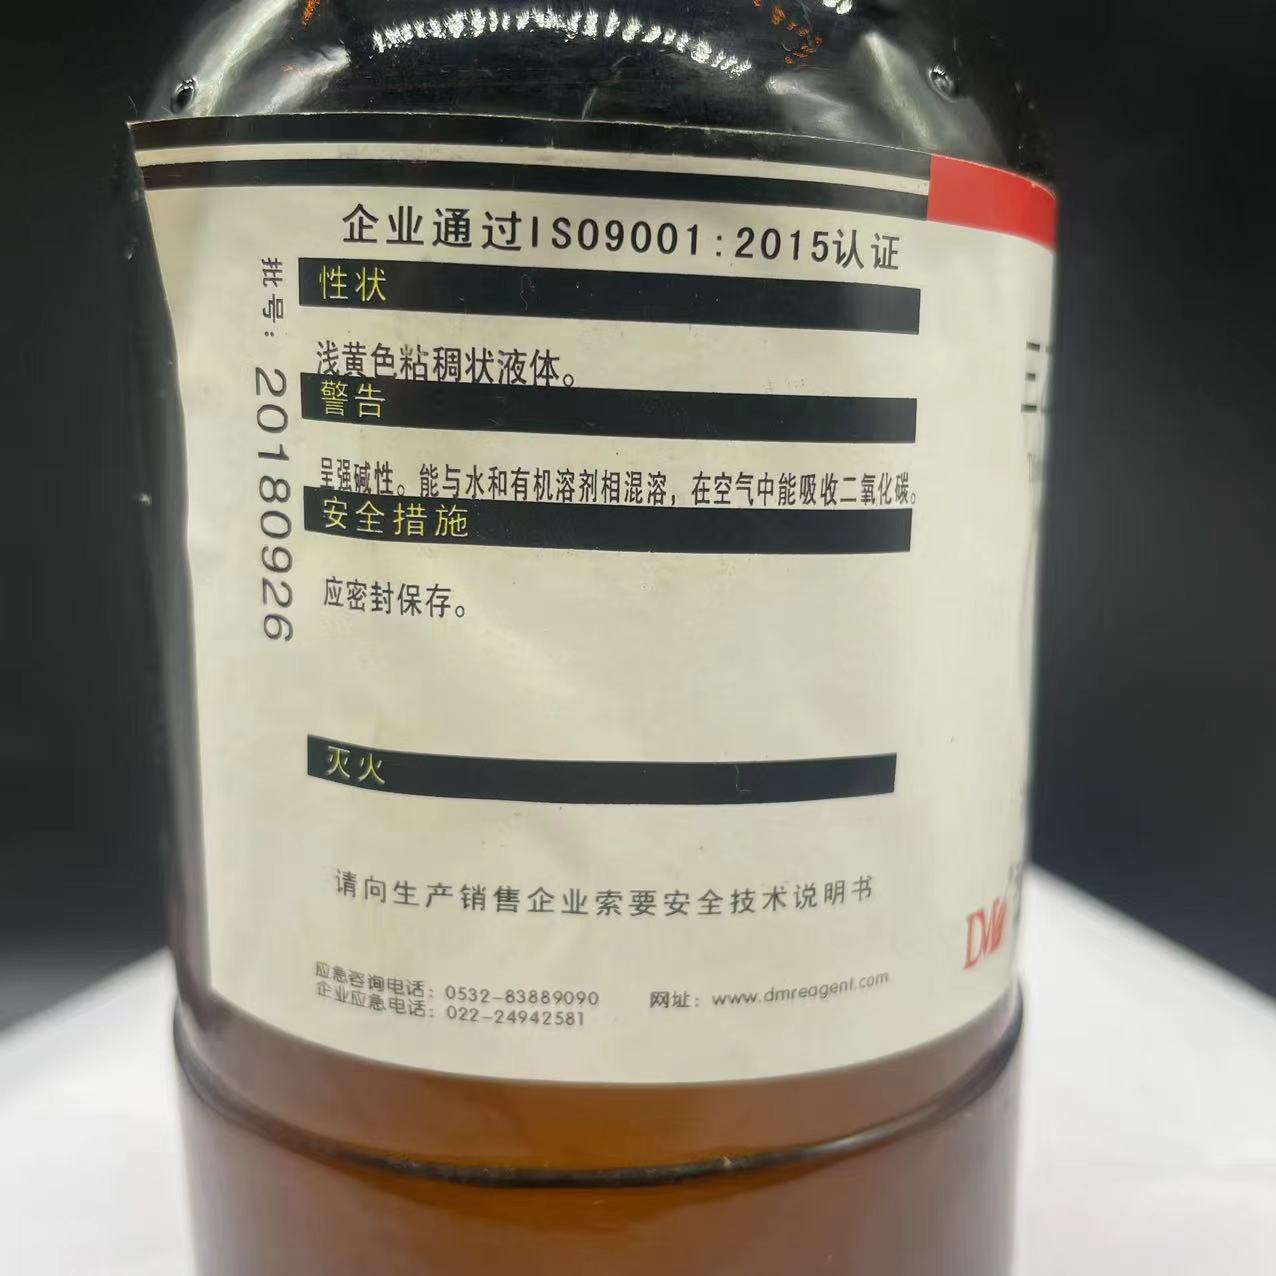 企业通过ISO9001:2015认证
批号：20180926
性状
浅黄色粘稠状液体。
警告
呈强碱性。能与水和有机溶剂相混溶，在空气中能吸收二氧化碳。
安全措施
应密封保存。
灭火
请向生产销售企业索要安全技术说明书
应急咨询电话：0532-83889090
企业应急电话：022-24942581
网址：www.dmreagent.com
三